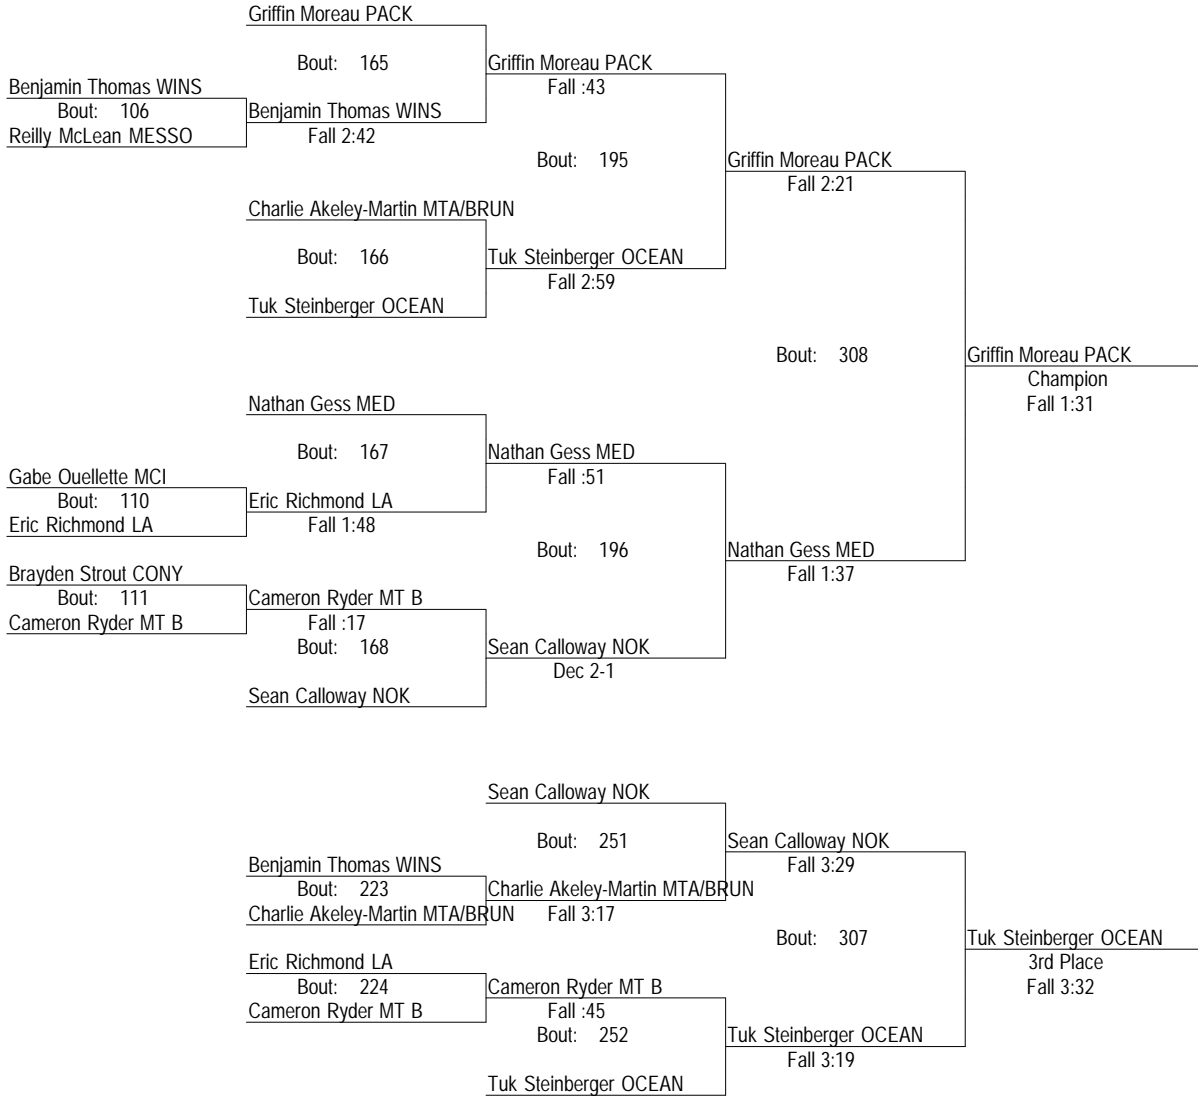 Griffin Moreau PACK
Bout: 165
Griffin Moreau PACK
Fall :43
Benjamin Thomas WINS
Bout: 106
Benjamin Thomas WINS
Reilly McLean MESSO
Fall 2:42
Bout: 195
Griffin Moreau PACK
Fall 2:21
Charlie Akeley-Martin MTA/BRUN
Bout: 166
Tuk Steinberger OCEAN
Fall 2:59
Tuk Steinberger OCEAN
Bout: 308
Griffin Moreau PACK
Champion
Fall 1:31
Nathan Gess MED
Bout: 167
Nathan Gess MED
Fall :51
Gabe Ouellette MCI
Bout: 110
Eric Richmond LA
Eric Richmond LA
Fall 1:48
Bout: 196
Nathan Gess MED
Fall 1:37
Brayden Strout CONY
Bout: 111
Cameron Ryder MT B
Cameron Ryder MT B
Fall :17
Bout: 168
Sean Calloway NOK
Dec 2-1
Sean Calloway NOK
Sean Calloway NOK
Bout: 251
Sean Calloway NOK
Fall 3:29
Benjamin Thomas WINS
Bout: 223
Charlie Akeley-Martin MTA/BRUN
Charlie Akeley-Martin MTA/BRUN
Fall 3:17
Bout: 307
Tuk Steinberger OCEAN
3rd Place
Fall 3:32
Eric Richmond LA
Bout: 224
Cameron Ryder MT B
Cameron Ryder MT B
Fall :45
Bout: 252
Tuk Steinberger OCEAN
Fall 3:19
Tuk Steinberger OCEAN